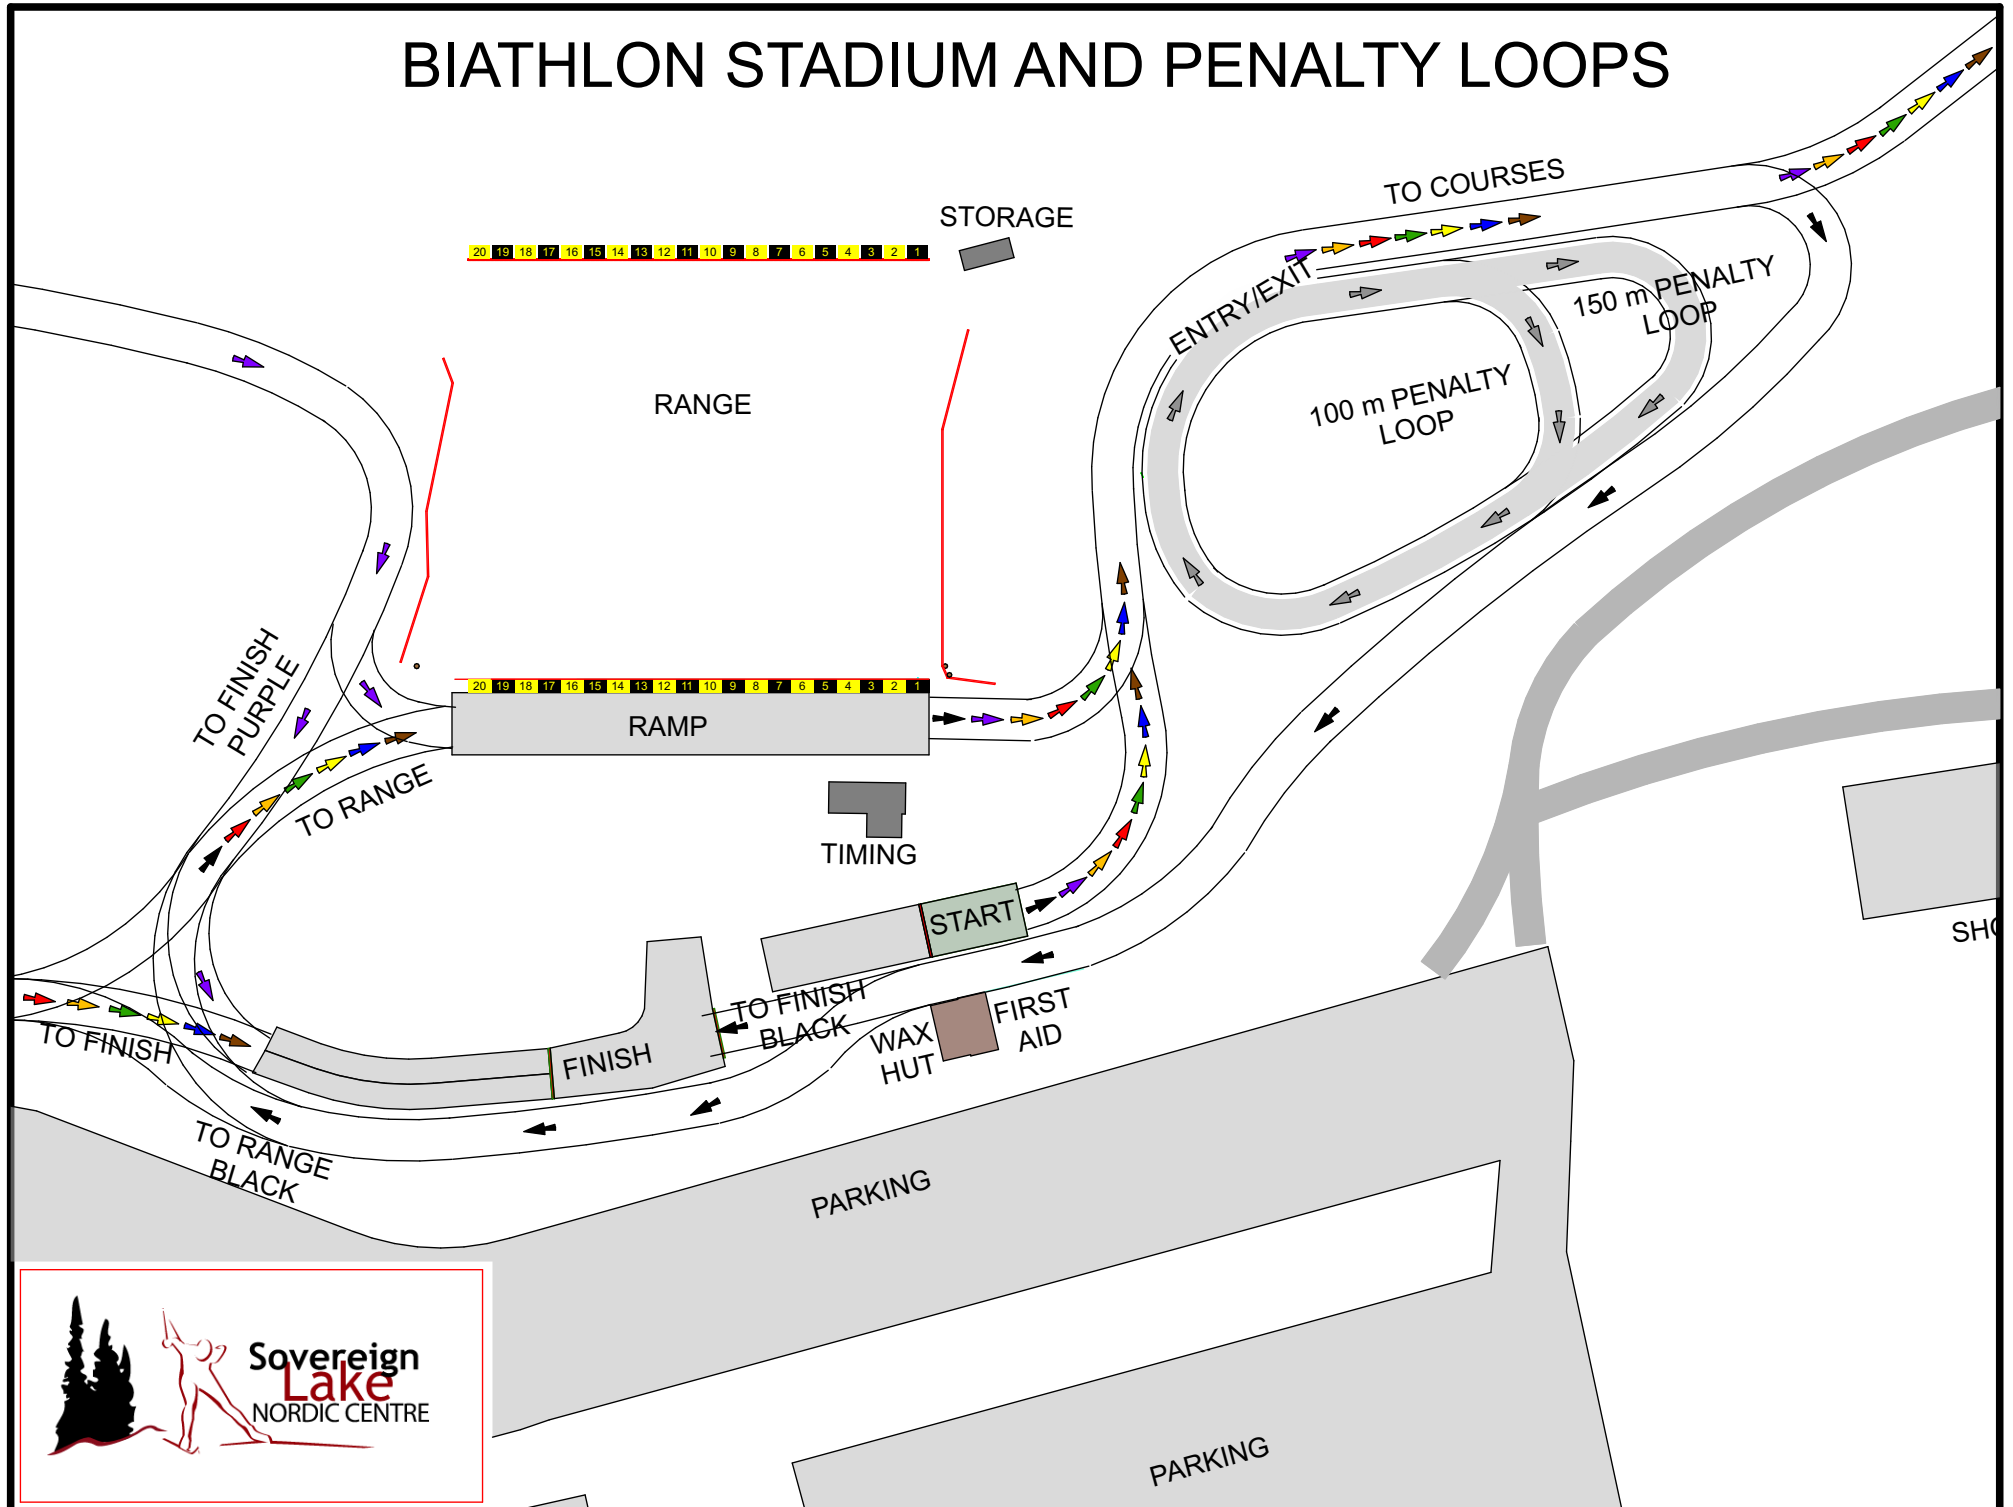 BIATHLON STADIUM AND PENALTY LOOPS
TO COURSES
STORAGE
20 19 18 17 16 15 14 13 12 11 10 9 8 7 6 5 4 3 2 1
ENTRY/EXIT
150 m PENALTY
LOOP
RANGE
100 m PENALTY
LOOP
TO FINISH
PURPLE
20 19 18 17 16 15 14 13 12 11 10 9 8 7 6 5 4 3 2 1
RAMP
TO RANGE
TIMING
START
SHO
TO FINISH
BLACK
FIRST
AID
WAX
HUT
TO FINISH
FINISH
TO RANGE
BLACK
PARKING
Sovereign
Lake
NORDIC CENTRE
PARKING